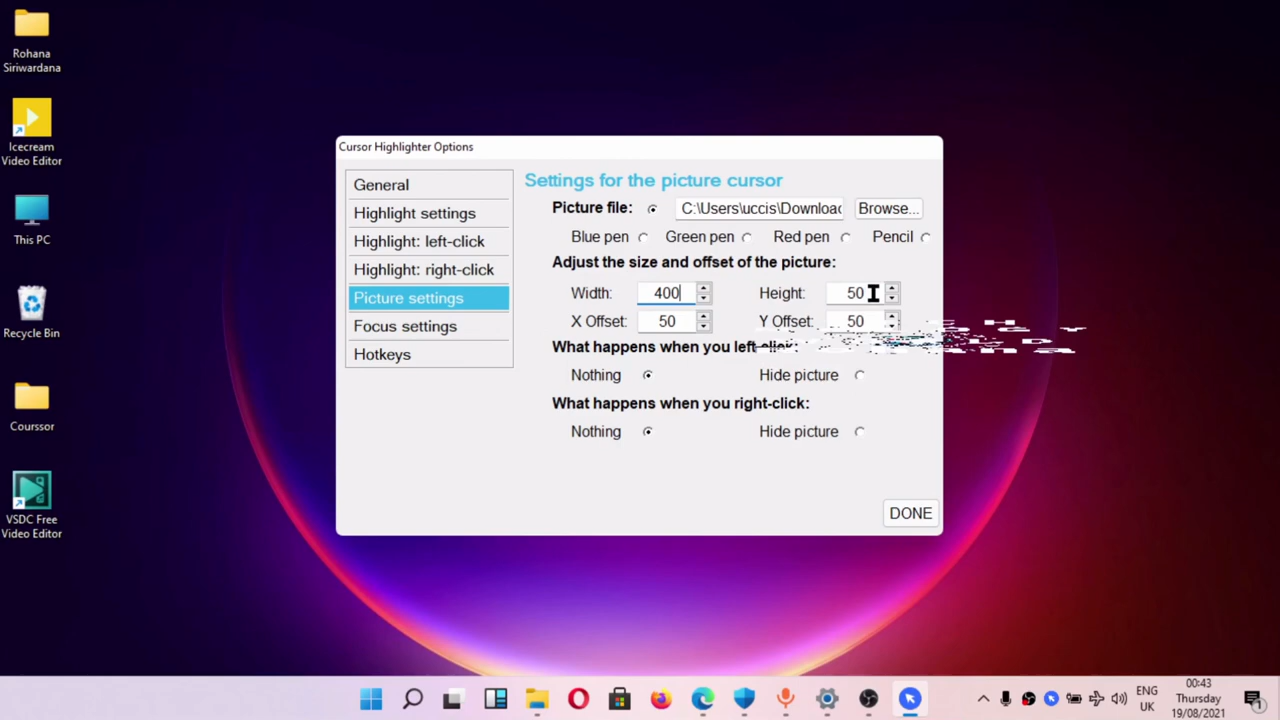 Rohana
Siriwardana
Icecream
Video Editor
This PC
Recycle Bin
Courssor
VSDC Free
Video Editor
Cursor Highlighter Options
General
Highlight settings
Highlight: left-click
Highlight: right-click
Picture settings
Focus settings
Hotkeys
Settings for the picture cursor
Picture file: C:\Users\uccis\Downloac Browse...
Blue pen Green pen Red pen Pencil
Adjust the size and offset of the picture:
Width: 400 Height: 50
X Offset: 50 Y Offset: 50
What happens when you left-click:
Nothing Hide picture
What happens when you right-click:
Nothing Hide picture
DONE
ENG
UK
00:43
Thursday
19/08/2021
1